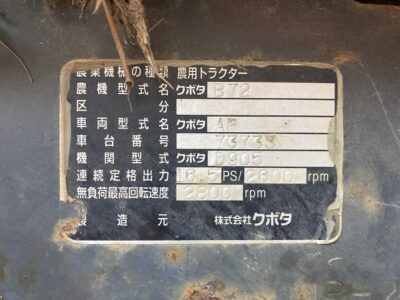 農業機械の種類 農用トラクター
農機型式名 クボタ B72
区分
車両型式名 クボタ AP
車台番号 73733
機関型式 クボタ D905
連続定格出力 16.5 PS/2600 rpm
無負荷最高回転速度 2800 rpm
製造元 株式会社クボタ